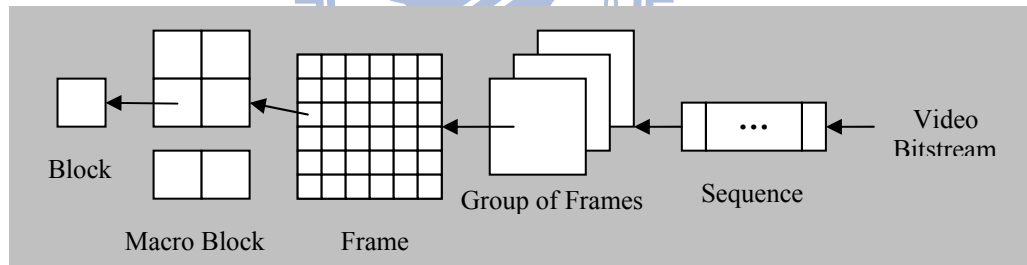 Block
Macro Block
Frame
Group of Frames
•••
Sequence
Video
Bitstream